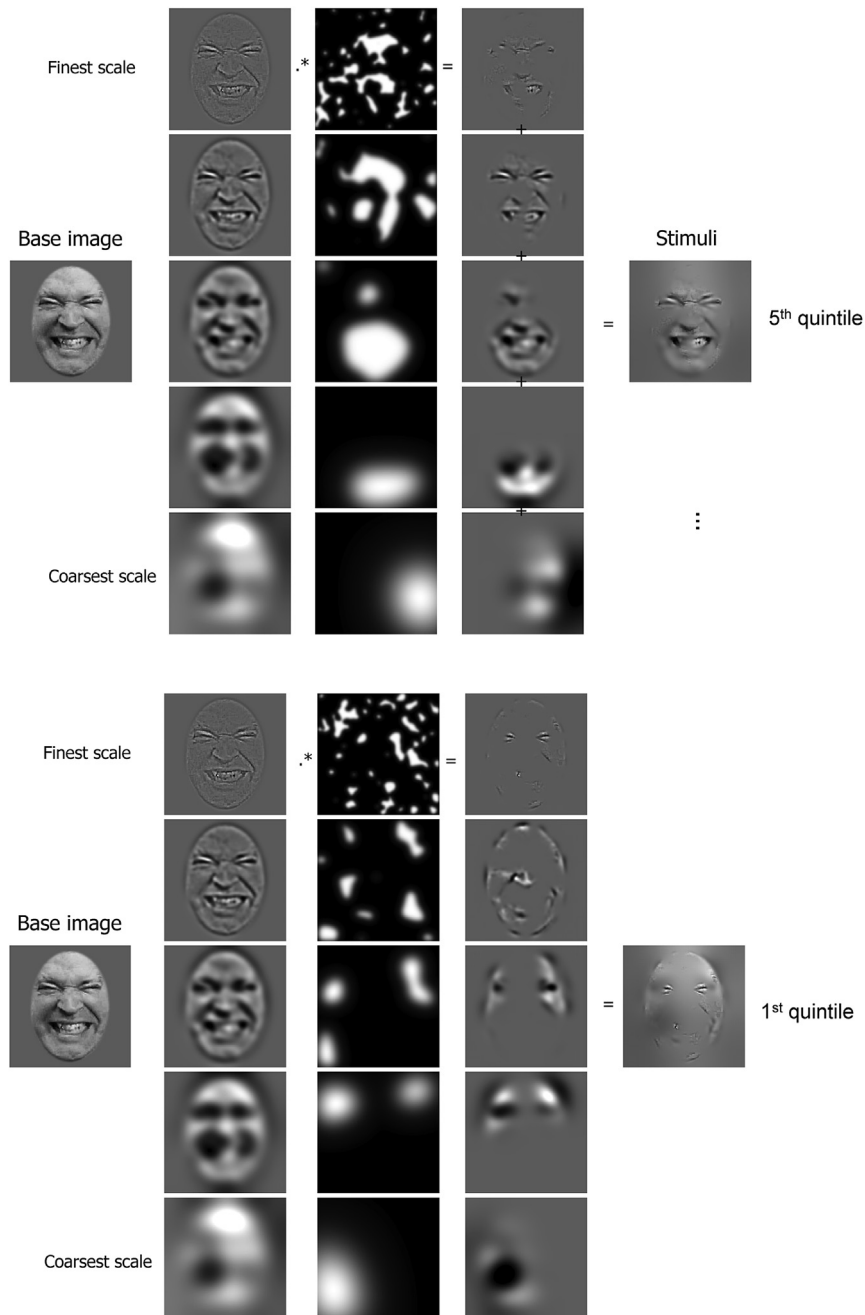 Finest scale
.*
=
+
+
Base image
Stimuli
=
5th quintile
+
+
⋮
Coarsest scale
Finest scale
.*
=
Base image
=
1st quintile
Coarsest scale